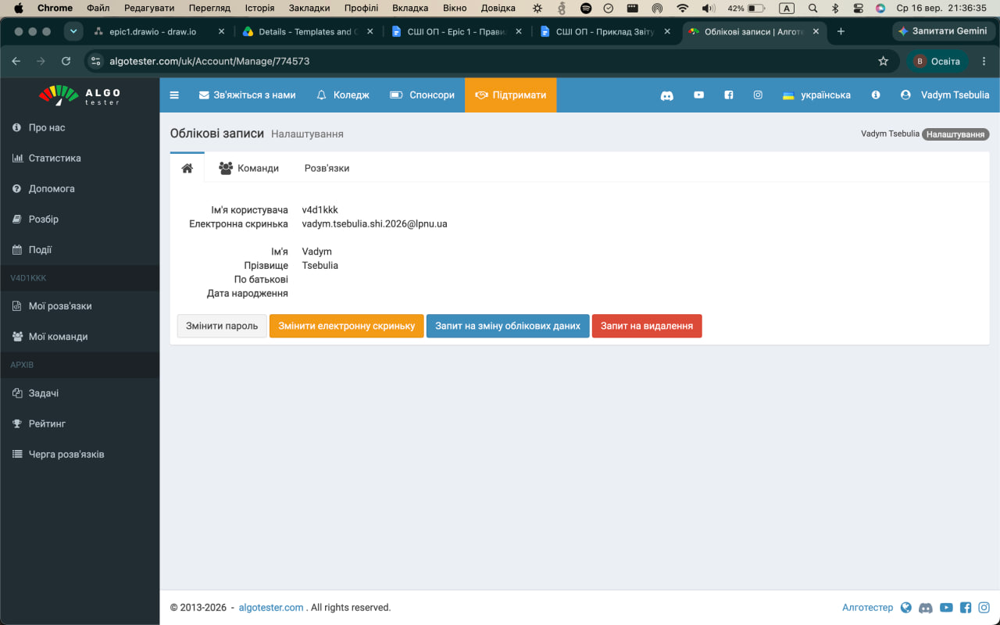 Chrome Файл Редагувати Перегляд Історія Закладки Профілі Вкладка Вікно Довідка 42% A Ср 16 вер. 21:36:35
epic1.drawio - draw.io Details - Templates and СШІ ОП - Epic 1 - Правил СШІ ОП - Приклад Звіту Облікові записи | Алготе Запитати Gemini
algotester.com/uk/Account/Manage/774573 В Освіта
ALGO
tester
Зв'яжіться з нами Коледж Спонсори Підтримати українська Vadym Tsebulia
Про нас
Статистика
Допомога
Розбір
Події
V4D1KKK
Мої розв'язки
Мої команди
АРХІВ
Задачі
Рейтинг
Черга розв'язків
Облікові записи Налаштування
Vadym Tsebulia Налаштування
Команди Розв'язки
Ім'я користувача v4d1kkk
Електронна скринька vadym.tsebulia.shi.2026@lpnu.ua
Ім'я Vadym
Прізвище Tsebulia
По батькові
Дата народження
Змінити пароль Змінити електронну скриньку Запит на зміну облікових даних Запит на видалення
© 2013-2026 - algotester.com . All rights reserved.
Алготестер